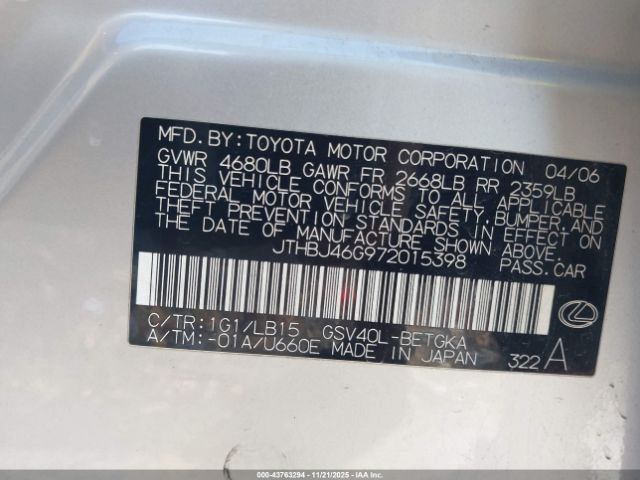 MFD. BY: TOYOTA MOTOR CORPORATION 04/06
GVWR 4680LB GAWR FR 2668LB RR 2359LB
THIS VEHICLE CONFORMS TO ALL APPLICABLE
FEDERAL MOTOR VEHICLE SAFETY, BUMPER, AND
THEFT PREVENTION STANDARDS IN EFFECT ON
THE DATE OF MANUFACTURE SHOWN ABOVE.
JTHBJ46G972015398 PASS.CAR
C/TR: 1G1/LB15 GSV40L-BETGKA
A/TM: -01A/U660E MADE IN JAPAN 322 A
000-43763294 - 11/21/2025 - IAA Inc.